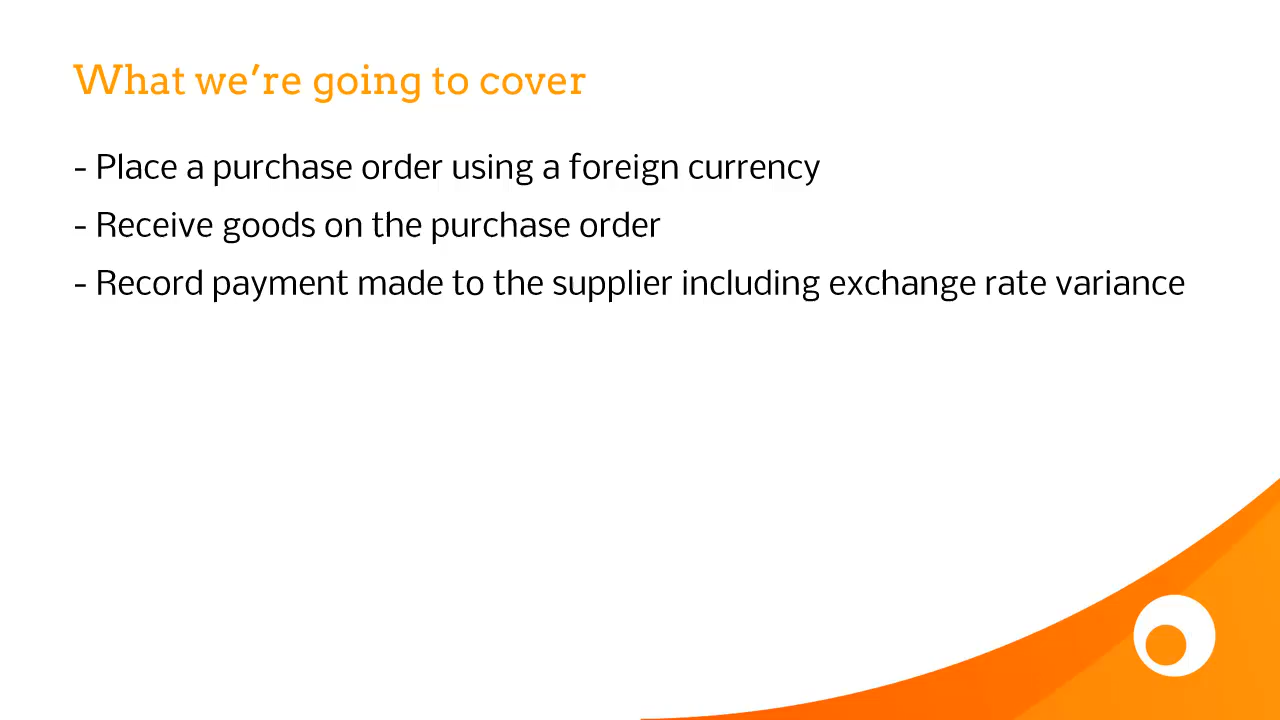 What we’re going to cover
- Place a purchase order using a foreign currency
- Receive goods on the purchase order
- Record payment made to the supplier including exchange rate variance